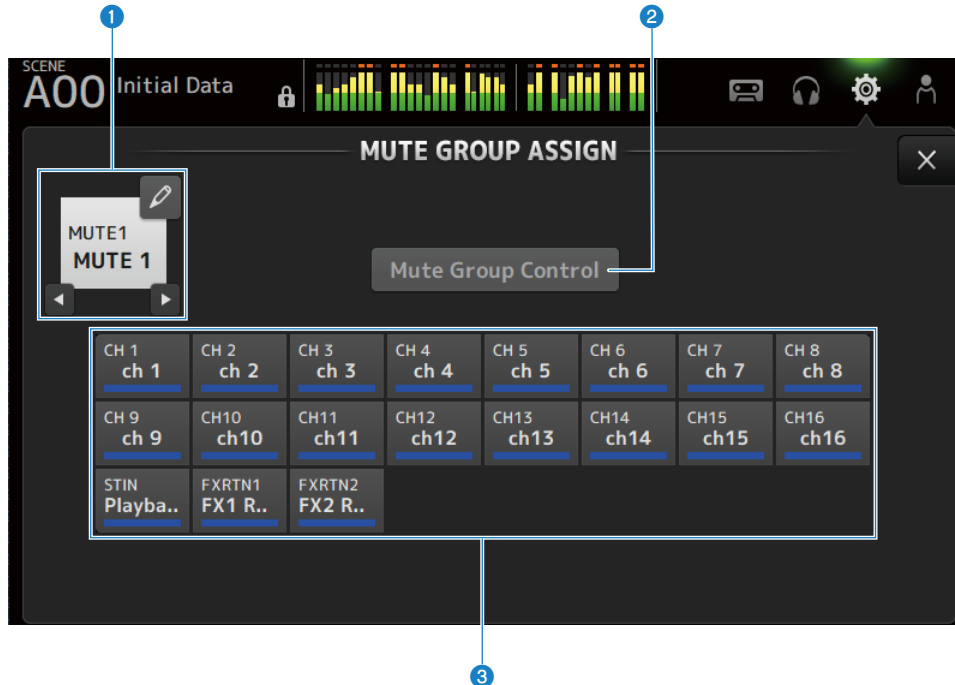 1
2
SCENE
A00 Initial Data
MUTE GROUP ASSIGN
MUTE1
MUTE 1
Mute Group Control
CH 1 CH 2 CH 3 CH 4 CH 5 CH 6 CH 7 CH 8
ch 1 ch 2 ch 3 ch 4 ch 5 ch 6 ch 7 ch 8
CH 9 CH10 CH11 CH12 CH13 CH14 CH15 CH16
ch 9 ch10 ch11 ch12 ch13 ch14 ch15 ch16
STIN FXRTN1 FXRTN2
Playba.. FX1 R.. FX2 R..
3